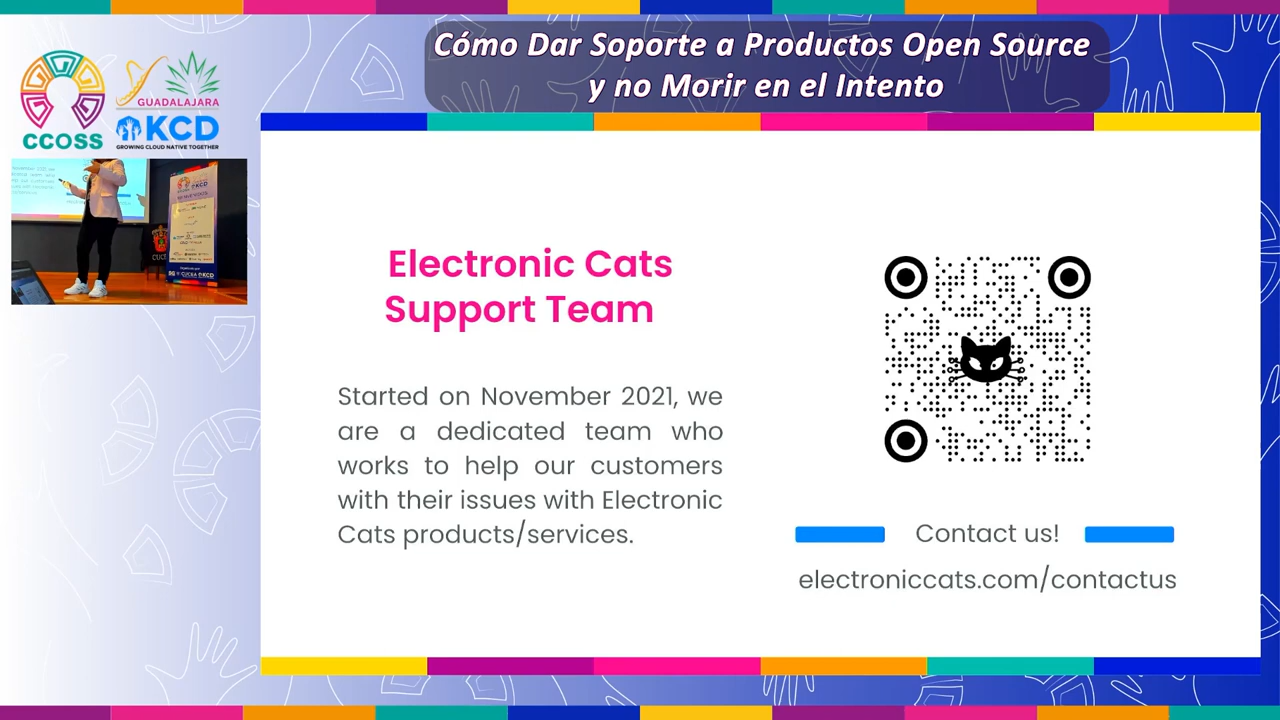 Cómo Dar Soporte a Productos Open Source
y no Morir en el Intento
CCOSS
GUADALAJARA
KCD
GROWING CLOUD NATIVE TOGETHER
Electronic Cats
Support Team
Started on November 2021, we
are a dedicated team who
works to help our customers
with their issues with Electronic
Cats products/services.
Contact us!
electroniccats.com/contactus